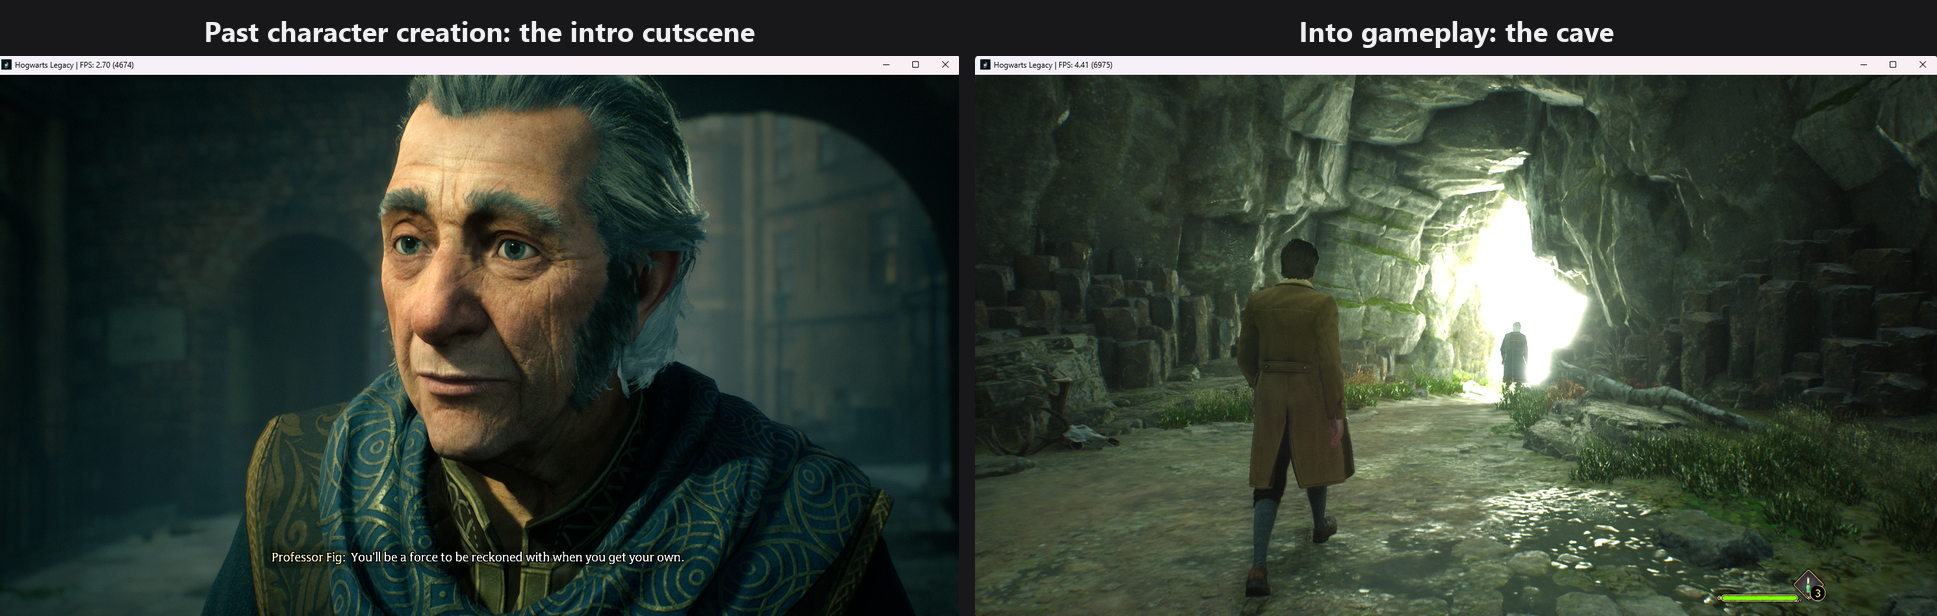 Past character creation: the intro cutscene
Into gameplay: the cave
Hogwarts Legacy | FPS: 2.70 (4674)
Hogwarts Legacy | FPS: 4.41 (6975)
Professor Fig: You'll be a force to be reckoned with when you get your own.
3